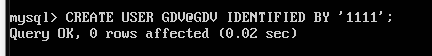 mysql> CREATE USER GDV@GDV IDENTIFIED BY '1111';
Query OK, 0 rows affected (0.02 sec)